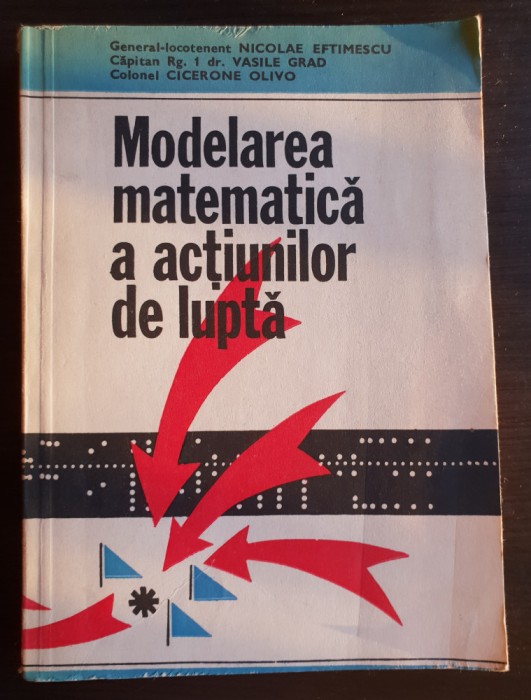 General-locotenent NICOLAE EFTIMESCU
Căpitan Rg. 1 dr. VASILE GRAD
Colonel CICERONE OLIVO
Modelarea
matematică
a acțiunilor
de luptă